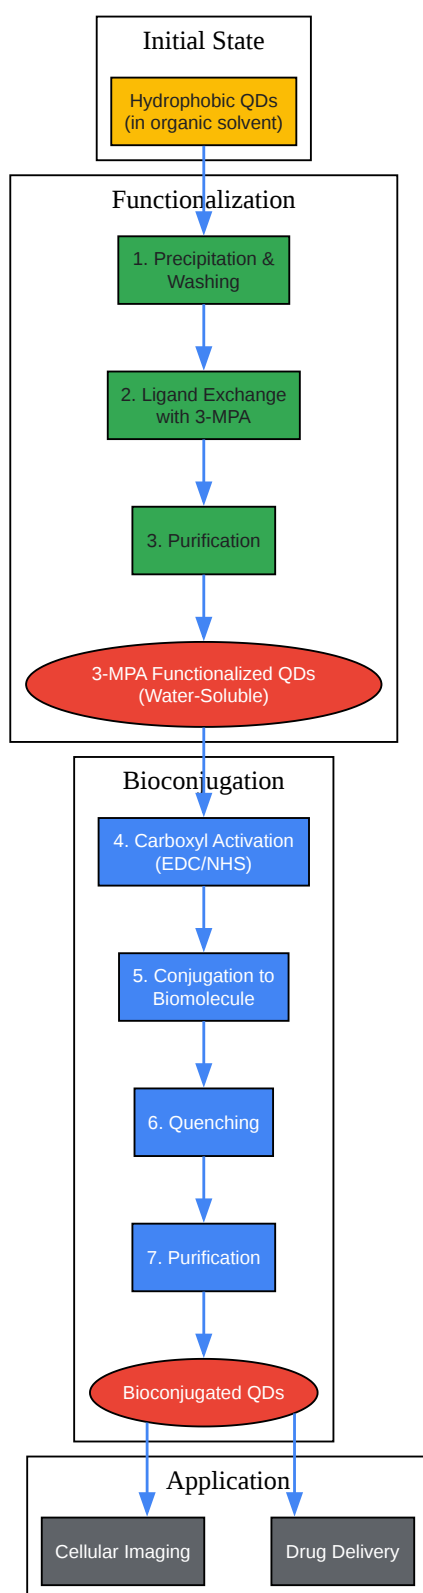 Initial State
Hydrophobic QDs
(in organic solvent)
Functionalization
1. Precipitation &
Washing
2. Ligand Exchange
with 3-MPA
3. Purification
3-MPA Functionalized QDs
(Water-Soluble)
Bioconjugation
4. Carboxyl Activation
(EDC/NHS)
5. Conjugation to
Biomolecule
6. Quenching
7. Purification
Bioconjugated QDs
Application
Cellular Imaging
Drug Delivery